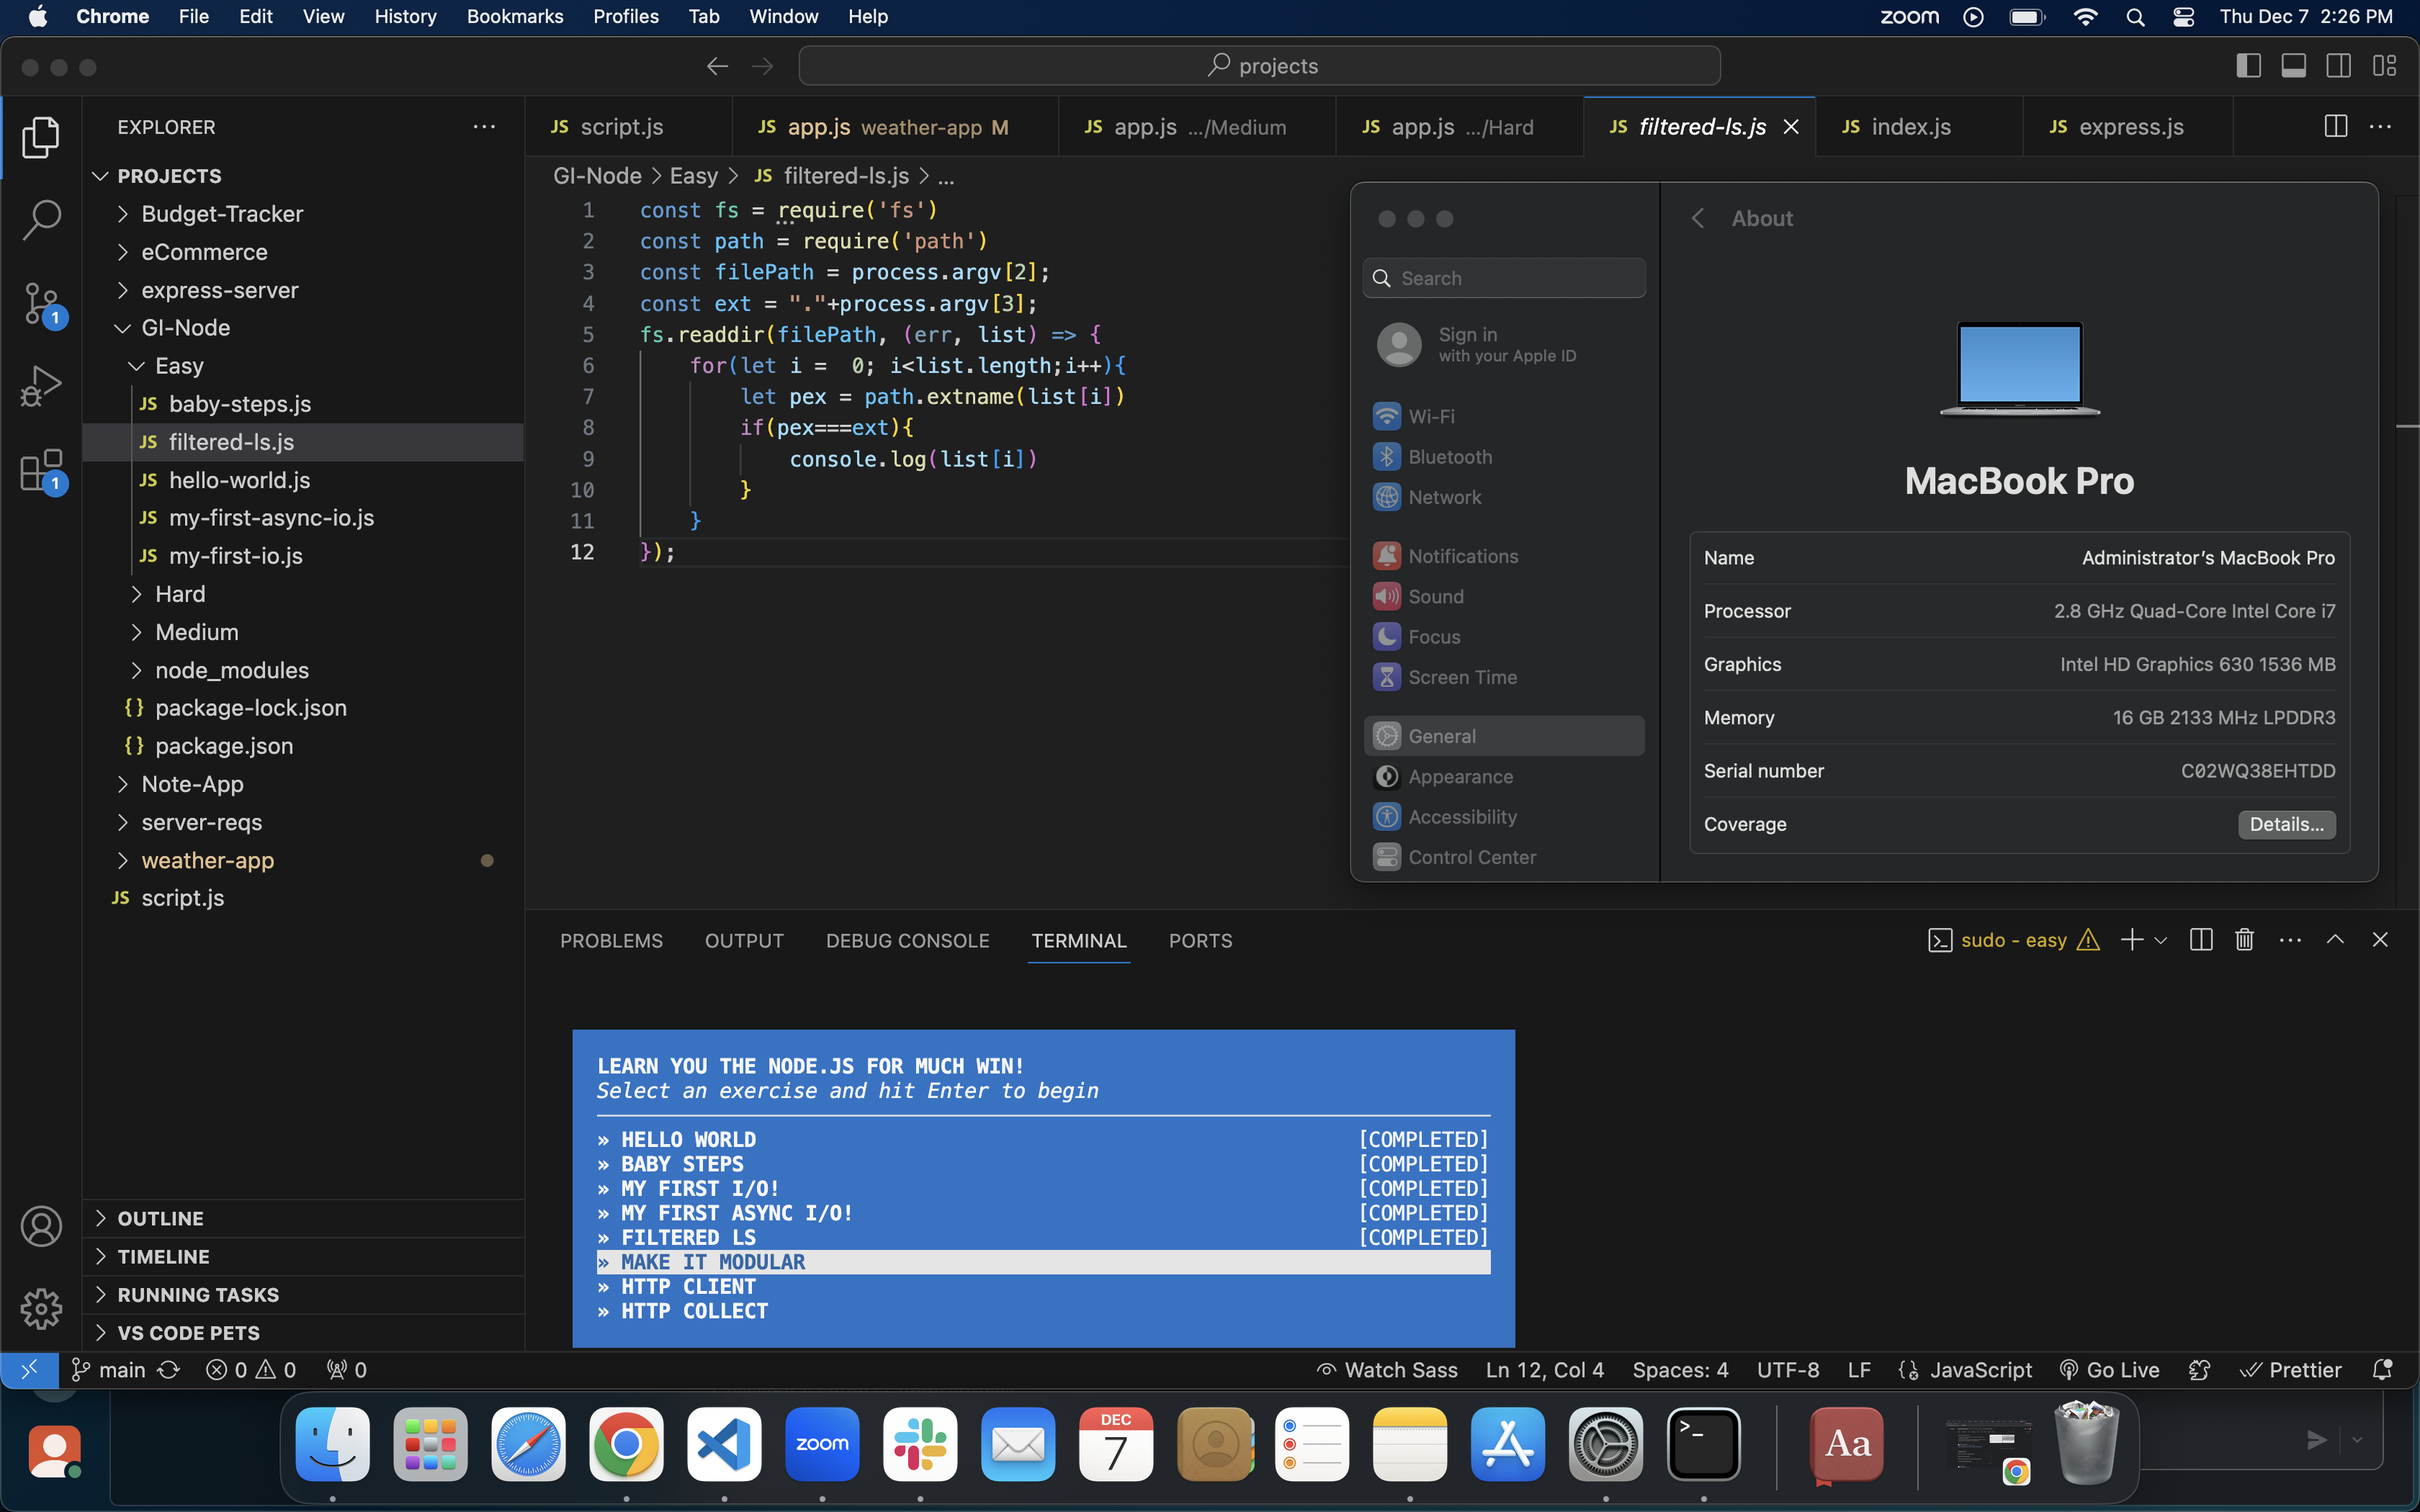 Chrome File Edit View History Bookmarks Profiles Tab Window Help
zoom Thu Dec 7 2:26 PM
projects
EXPLORER
PROJECTS
Budget-Tracker
eCommerce
express-server
GI-Node
Easy
JS baby-steps.js
JS filtered-ls.js
JS hello-world.js
JS my-first-async-io.js
JS my-first-io.js
Hard
Medium
node_modules
{} package-lock.json
{} package.json
Note-App
server-reqs
weather-app
JS script.js
OUTLINE
TIMELINE
RUNNING TASKS
VS CODE PETS
1
1
JS script.js
JS app.js weather-app M
JS app.js .../Medium
JS app.js .../Hard
JS filtered-ls.js
JS index.js
JS express.js
GI-Node > Easy > JS filtered-ls.js > ...
1 const fs = require('fs')
2 const path = require('path')
3 const filePath = process.argv[2];
4 const ext = "."+process.argv[3];
5 fs.readdir(filePath, (err, list) => {
6 for(let i =  0; i<list.length;i++){
7 let pex = path.extname(list[i])
8 if(pex===ext){
9 console.log(list[i])
10 }
11 }
12 });
Search
Sign in
with your Apple ID
Wi-Fi
Bluetooth
Network
Notifications
Sound
Focus
Screen Time
General
Appearance
Accessibility
Control Center
About
MacBook Pro
Name Administrator's MacBook Pro
Processor 2.8 GHz Quad-Core Intel Core i7
Graphics Intel HD Graphics 630 1536 MB
Memory 16 GB 2133 MHz LPDDR3
Serial number C02WQ38EHTDD
Coverage Details...
PROBLEMS OUTPUT DEBUG CONSOLE TERMINAL PORTS
sudo - easy
LEARN YOU THE NODE.JS FOR MUCH WIN!
Select an exercise and hit Enter to begin
» HELLO WORLD [COMPLETED]
» BABY STEPS [COMPLETED]
» MY FIRST I/O! [COMPLETED]
» MY FIRST ASYNC I/O! [COMPLETED]
» FILTERED LS [COMPLETED]
» MAKE IT MODULAR
» HTTP CLIENT
» HTTP COLLECT
main 0 0 0
Watch Sass Ln 12, Col 4 Spaces: 4 UTF-8 LF JavaScript Go Live Prettier
zoom
DEC
7
Aa